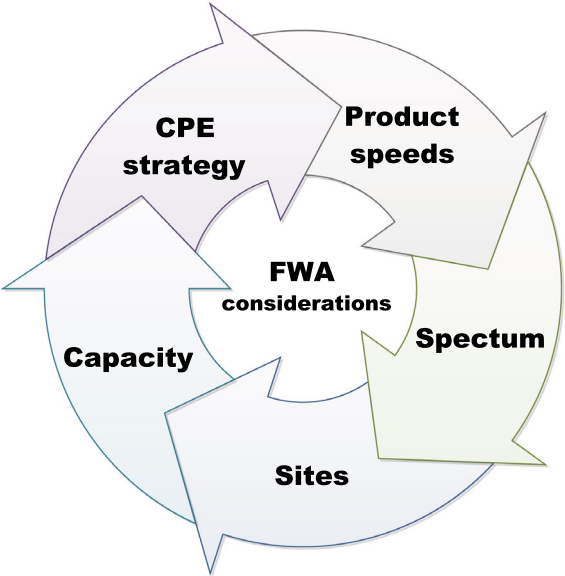 CPE
strategy
Product
speeds
FWA
considerations
Spectum
Capacity
Sites